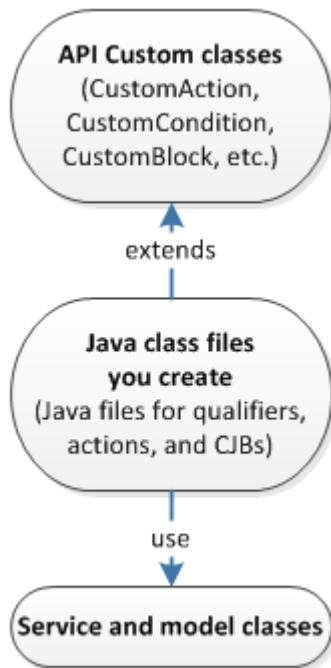 API Custom classes
(CustomAction,
CustomCondition,
CustomBlock, etc.)
extends
Java class files
you create
(Java files for qualifiers,
actions, and CJBs)
use
Service and model classes